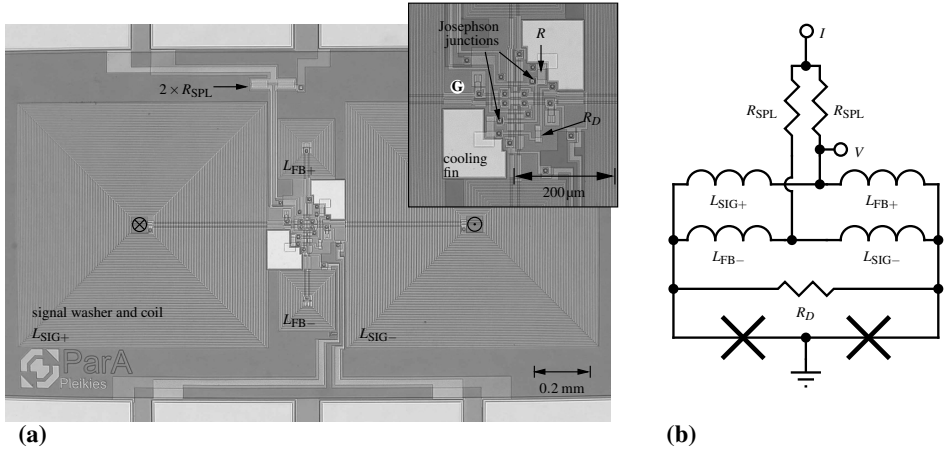 Josephson
junctions
R
G
2 × R_SPL
R_D
cooling
fin
200 µm
L_FB+
signal washer and coil
L_SIG+
L_FB−
L_SIG−
ParA
Pleikies
0.2 mm
(a)
I
R_SPL
R_SPL
V
L_SIG+
L_FB+
L_FB−
L_SIG−
R_D
(b)